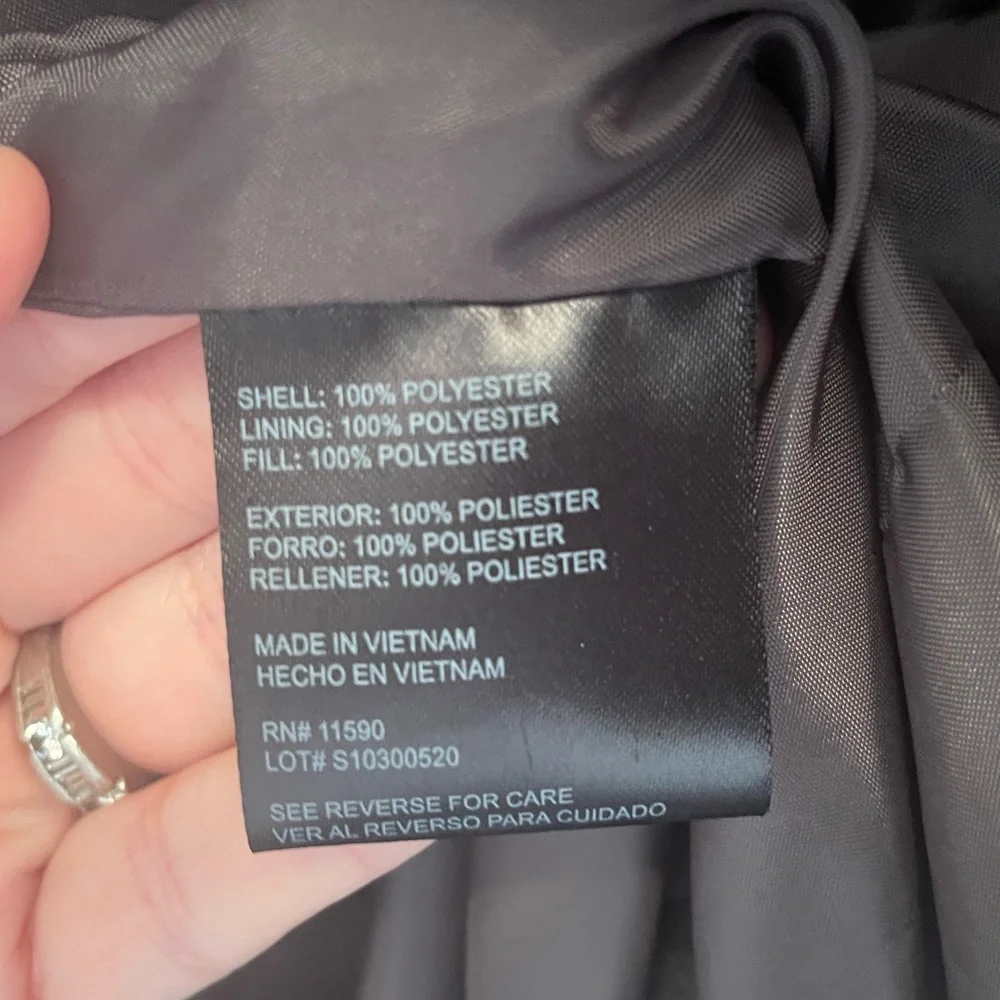 SHELL: 100% POLYESTER
LINING: 100% POLYESTER
FILL: 100% POLYESTER
EXTERIOR: 100% POLIESTER
FORRO: 100% POLIESTER
RELLENER: 100% POLIESTER
MADE IN VIETNAM
HECHO EN VIETNAM
RN# 11590
LOT# S10300520
SEE REVERSE FOR CARE
VER AL REVERSO PARA CUIDADO